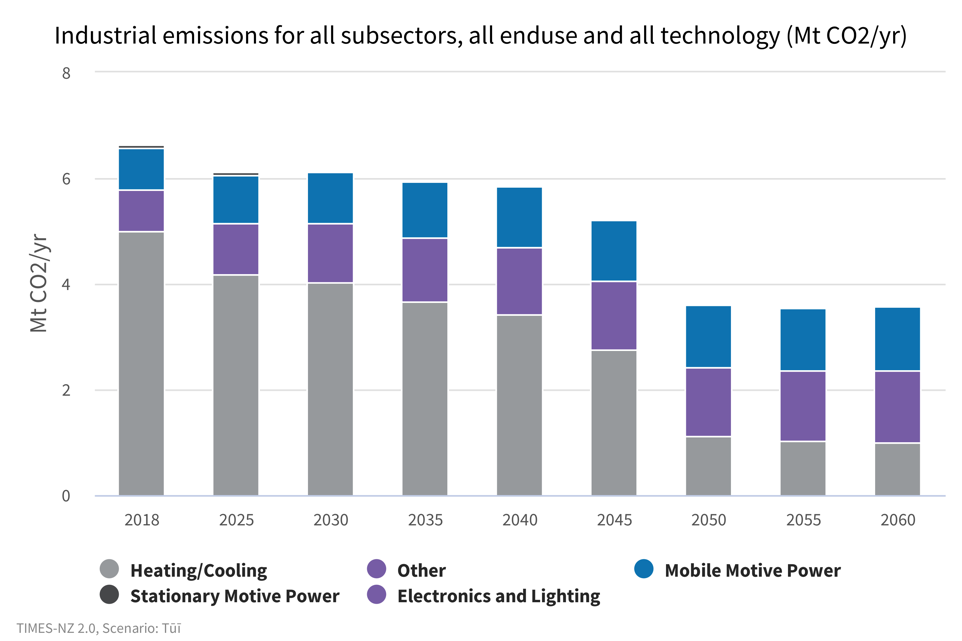 Industrial emissions for all subsectors, all enduse and all technology (Mt CO2/yr)
Mt CO2/yr
8
6
4
2
0
2018 2025 2030 2035 2040 2045 2050 2055 2060
Heating/Cooling Other Mobile Motive Power
Stationary Motive Power Electronics and Lighting
TIMES-NZ 2.0, Scenario: Tūī